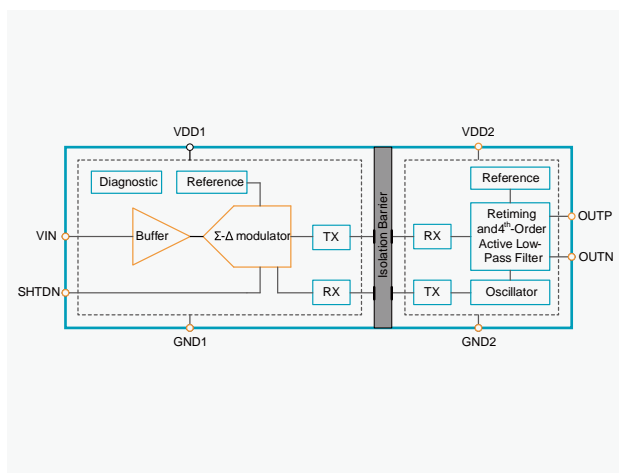 VDD1
VDD2
Diagnostic
Reference
Reference
Isolation Barrier
VIN
Buffer
Σ-Δ modulator
TX
RX
Retiming
and4th-Order
Active Low-
Pass Filter
OUTP
OUTN
SHTDN
RX
TX
Oscillator
GND1
GND2